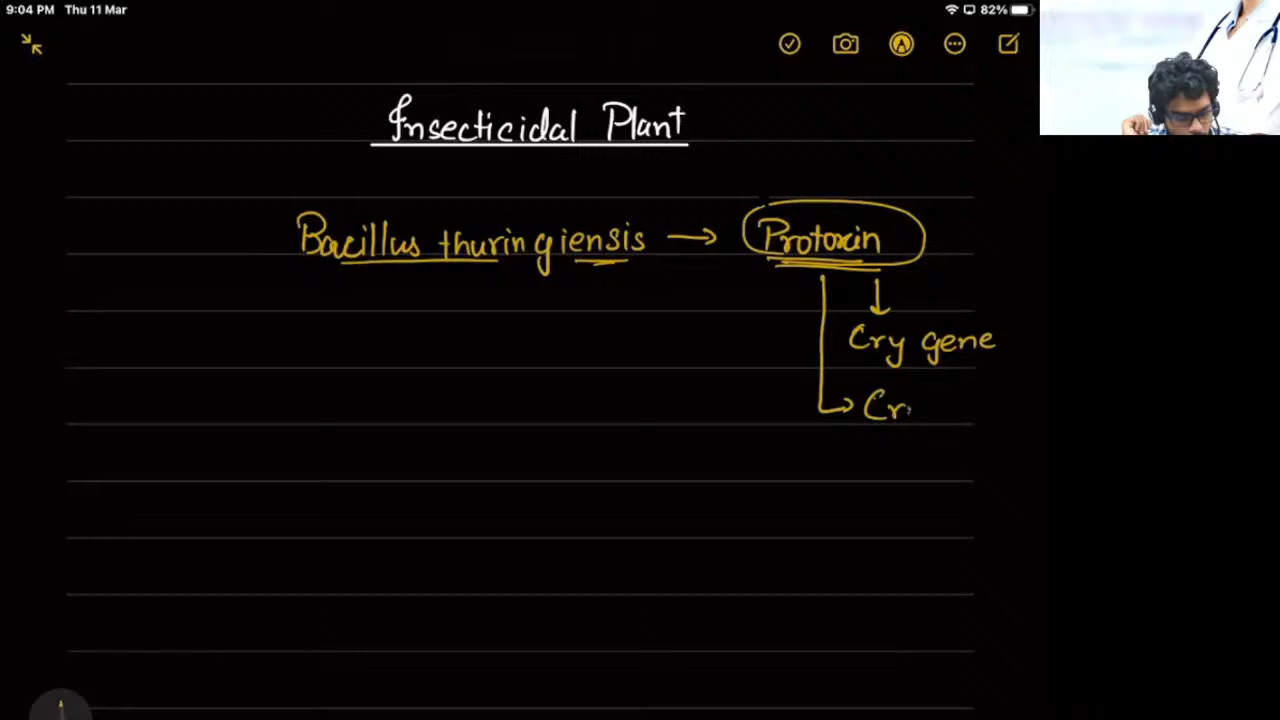 9:04 PM Thu 11 Mar 82%
Insecticidal Plant
Bacillus thuringiensis → Protoxin
Cry gene
Cr